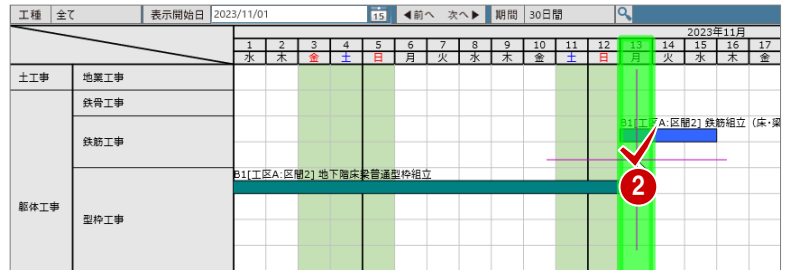 工種 全て 表示開始日 2023/11/01 15 ◀前へ 次へ▶ 期間 30日間
2023年11月
1 2 3 4 5 6 7 8 9 10 11 12 13 14 15 16 17
水 木 金 土 日 月 火 水 木 金 土 日 月 火 水 木 金
土工事 地業工事
鉄骨工事
B1[工区A:区間2] 鉄筋組立（床・梁
鉄筋工事
B1[工区A:区間2] 地下階床梁普通型枠組立
2
躯体工事 型枠工事